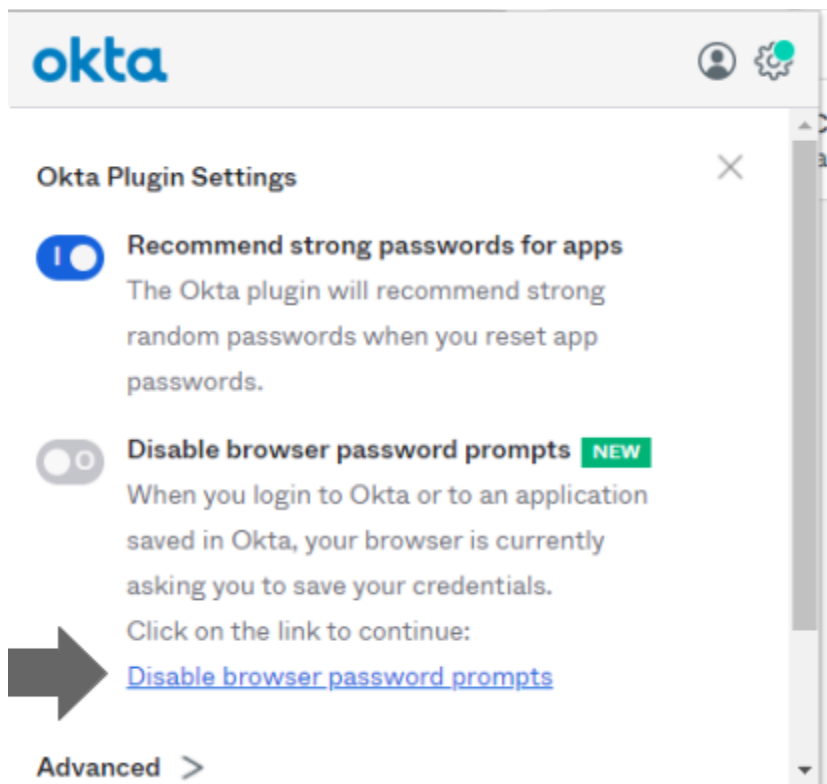 okta
Okta Plugin Settings
Recommend strong passwords for apps
The Okta plugin will recommend strong
random passwords when you reset app
passwords.
Disable browser password prompts NEW
When you login to Okta or to an application
saved in Okta, your browser is currently
asking you to save your credentials.
Click on the link to continue:
Disable browser password prompts
Advanced >